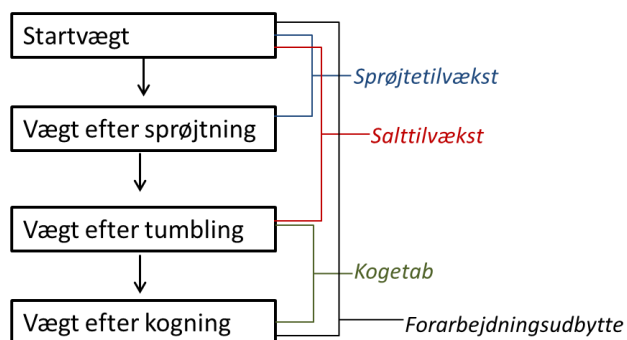 Startvægt
Sprøjtetilvækst
Vægt efter sprøjtning
Salttilvækst
Vægt efter tumbling
Kogetab
Vægt efter kogning
Forarbejdningsudbytte